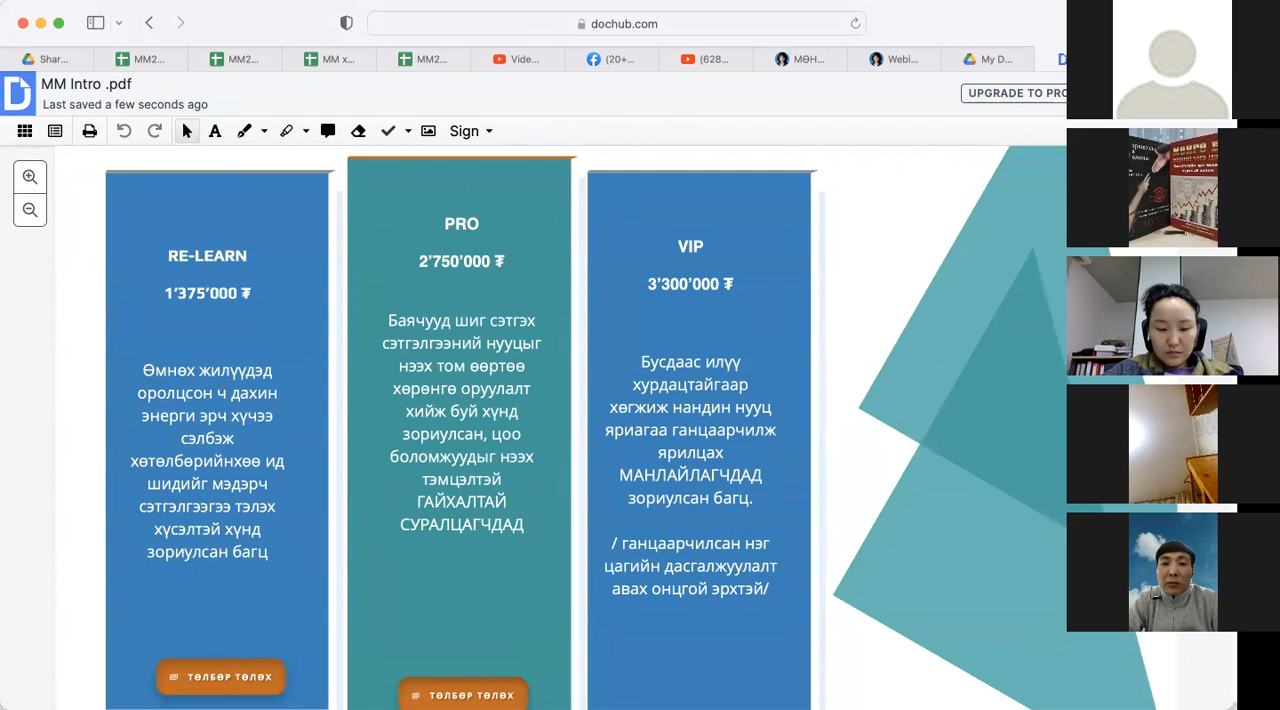 dochub.com
Shar...
MM2...
MM2...
MM x...
MM2...
Vide...
(20+...
(628...
МӨН...
Webi...
My D...
MM Intro .pdf
Last saved a few seconds ago
UPGRADE TO PRO
Sign
RE-LEARN
1'375'000 ₮
Өмнөх жилүүдэд
оролцсон ч дахин
энерги эрч хүчээ
сэлбэж
хөтөлбөрийнхөө ид
шидийг мэдэрч
сэтгэлгээгээ тэлэх
хүсэлтэй хүнд
зориулсан багц
ТӨЛБӨР ТӨЛӨХ
PRO
2'750'000 ₮
Баячууд шиг сэтгэх
сэтгэлгээний нууцыг
нээх том өөртөө
хөрөнгө оруулалт
хийж буй хүнд
зориулсан, цоо
боломжуудыг нээх
тэмцэлтэй
ГАЙХАЛТАЙ
СУРАЛЦАГЧДАД
ТӨЛБӨР ТӨЛӨХ
VIP
3'300'000 ₮
Бусдаас илүү
хурдацтайгаар
хөгжиж нандин нууц
яриагаа ганцаарчилж
ярилцах
МАНЛАЙЛАГЧДАД
зориулсан багц.
/ ганцаарчилсан нэг
цагийн дасгалжуулалт
авах онцгой эрхтэй/